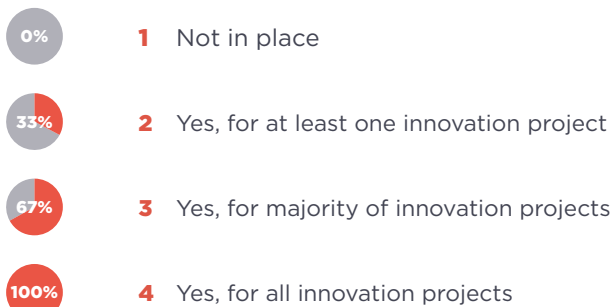 0% 1 Not in place
33% 2 Yes, for at least one innovation project
67% 3 Yes, for majority of innovation projects
100% 4 Yes, for all innovation projects